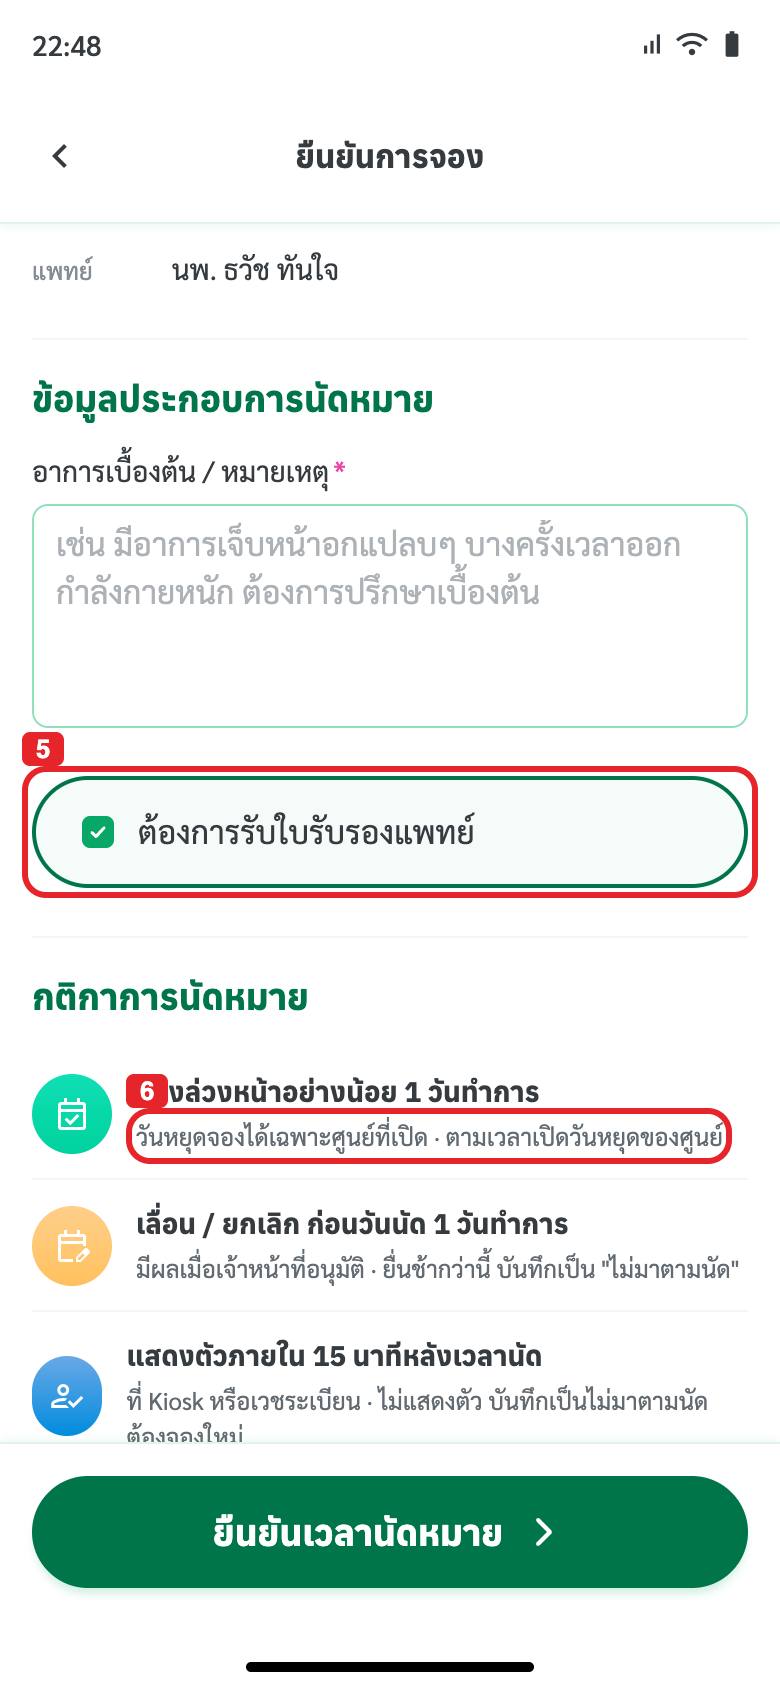 22:48
ยืนยันการจอง
แพทย์ นพ. ธวัช ทันใจ
ข้อมูลประกอบการนัดหมาย
อาการเบื้องต้น / หมายเหตุ *
เช่น มีอาการเจ็บหน้าอกแปลบๆ บางครั้งเวลาออก
กำลังกายหนัก ต้องการปรึกษาเบื้องต้น
5
ต้องการรับใบรับรองแพทย์
กติกาการนัดหมาย
6 งล่วงหน้าอย่างน้อย 1 วันทำการ
วันหยุดจองได้เฉพาะศูนย์ที่เปิด · ตามเวลาเปิดวันหยุดของศูนย์
เลื่อน / ยกเลิก ก่อนวันนัด 1 วันทำการ
มีผลเมื่อเจ้าหน้าที่อนุมัติ · ยื่นช้ากว่านี้ บันทึกเป็น "ไม่มาตามนัด"
แสดงตัวภายใน 15 นาทีหลังเวลานัด
ที่ Kiosk หรือเวชระเบียน · ไม่แสดงตัว บันทึกเป็นไม่มาตามนัด
ต้องจองใหม่
ยืนยันเวลานัดหมาย